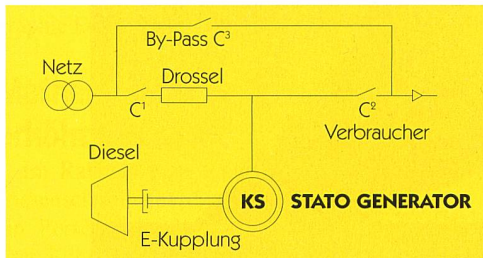 By-Pass C³
Netz
Drossel
C¹
C²
Verbraucher
Diesel
KS STATO GENERATOR
E-Kupplung